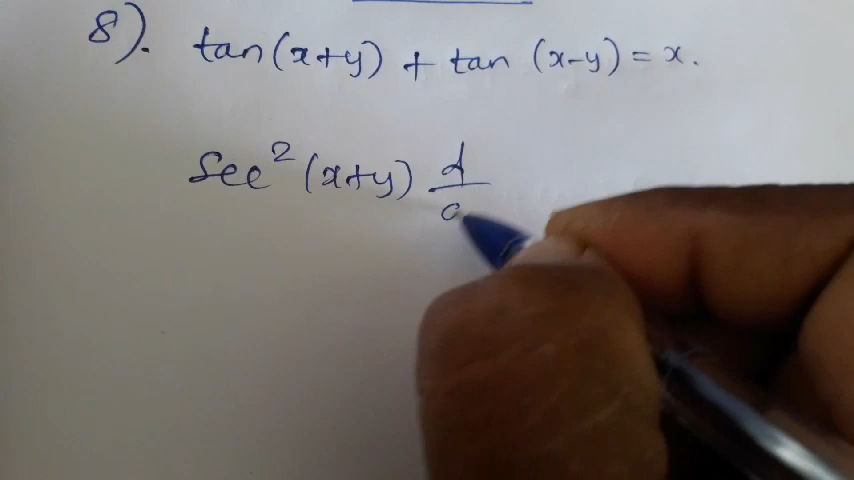 8). tan(x+y) + tan (x-y) = x.
Sec² (x+y) d/d